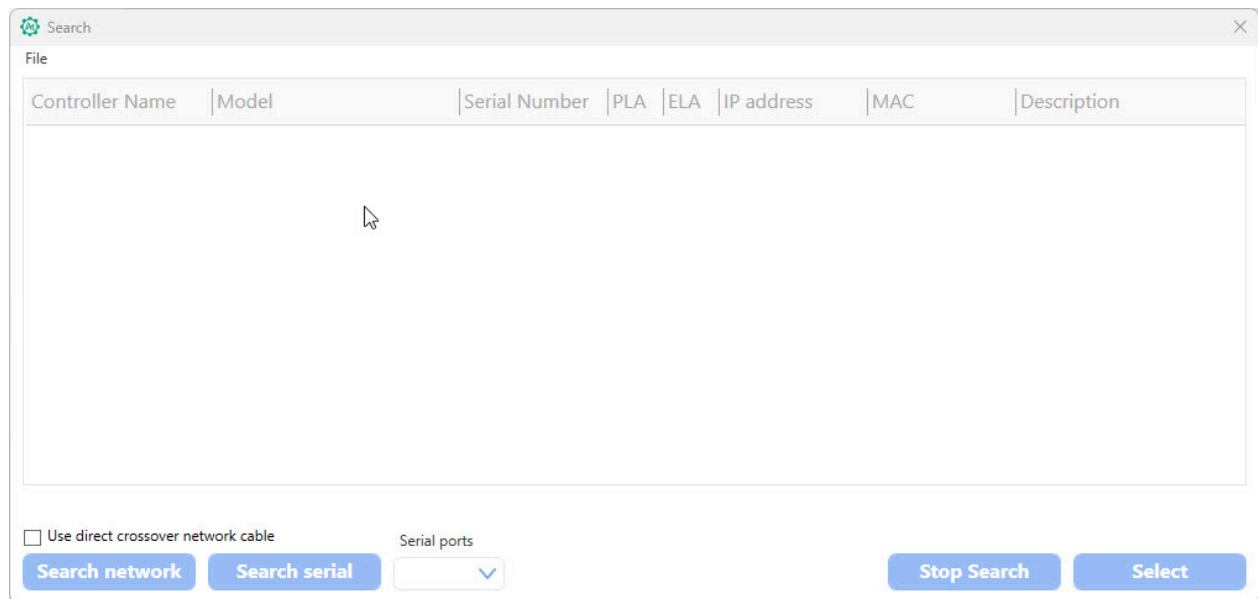 Search
File
Controller Name Model Serial Number PLA ELA IP address MAC Description
Use direct crossover network cable
Serial ports
Search network Search serial Stop Search Select